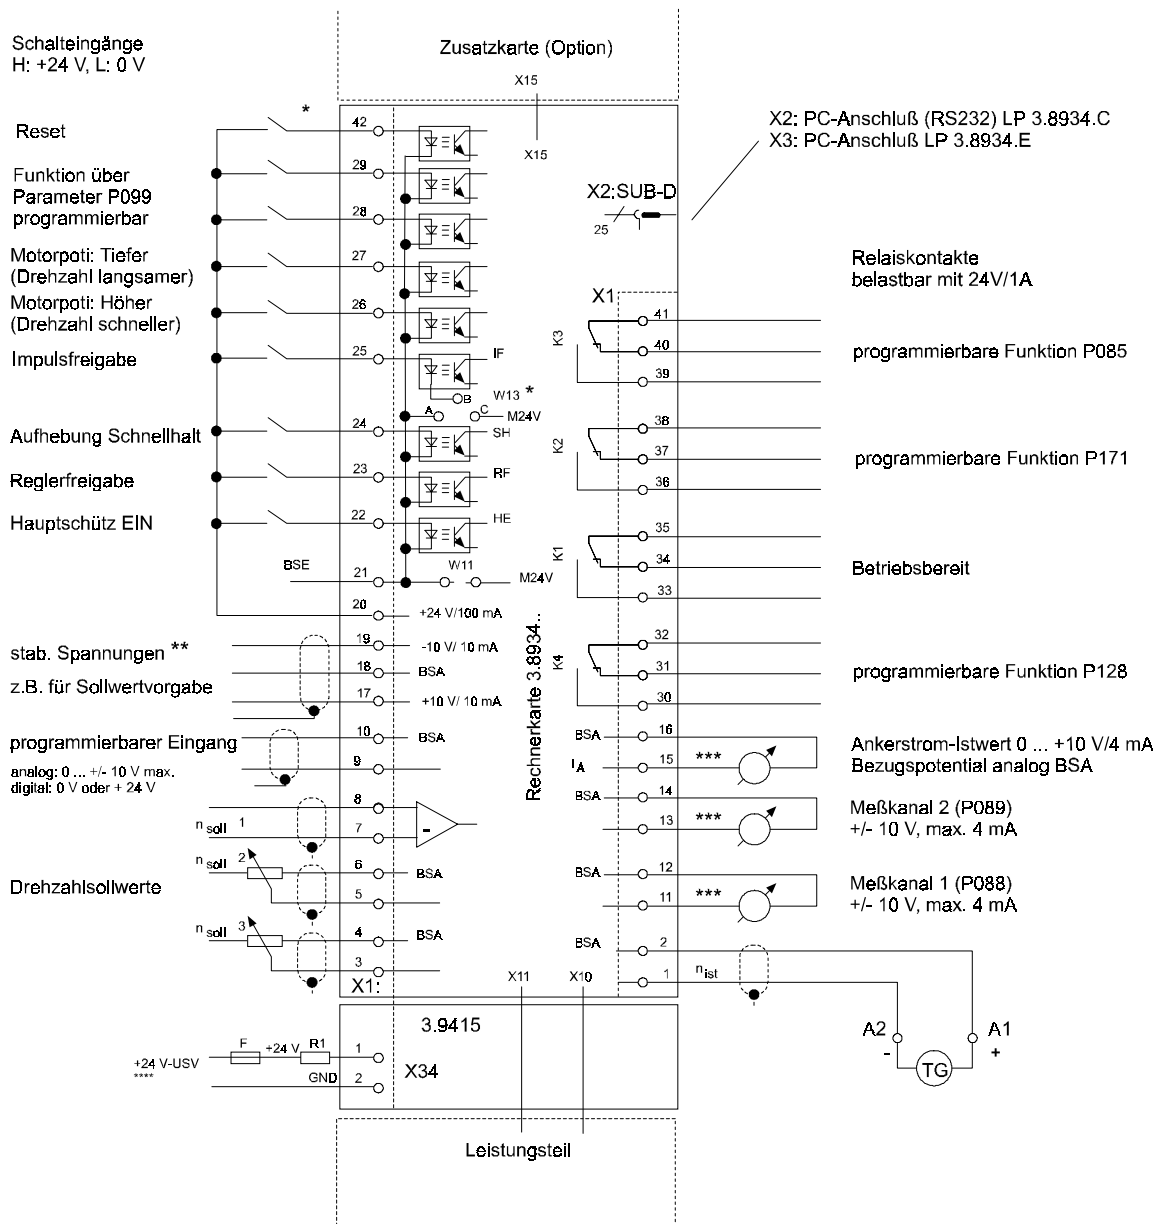 Schalteingänge
H: +24 V, L: 0 V
Zusatzkarte (Option)
X15
X15
X2: PC-Anschluß (RS232) LP 3.8934.C
X3: PC-Anschluß LP 3.8934.E
X2:SUB-D
25
Reset
*
42
Funktion über
Parameter P099
programmierbar
29
28
Motorpoti: Tiefer
(Drehzahl langsamer)
27
Motorpoti: Höher
(Drehzahl schneller)
26
Impulsfreigabe
25
IF
B
W13 *
A
C
M24V
Aufhebung Schnellhalt
24
SH
Reglerfreigabe
23
RF
Hauptschütz EIN
22
HE
BSE
21
W11
M24V
20
+24 V/100 mA
stab. Spannungen **
z.B. für Sollwertvorgabe
19
-10 V/ 10 mA
18
BSA
17
+10 V/ 10 mA
programmierbarer Eingang
analog: 0 ... +/- 10 V max.
digital: 0 V oder + 24 V
10
BSA
9
8
n soll 1
7
-
n soll 2
6
BSA
5
Drehzahlsollwerte
n soll 3
4
BSA
3
X1:
Rechnerkarte 3.8934..
Relaiskontakte
belastbar mit 24V/1A
X1
K3
41
40
39
programmierbare Funktion P085
K2
38
37
36
programmierbare Funktion P171
K1
35
34
33
Betriebsbereit
K4
32
31
30
programmierbare Funktion P128
BSA
16
IA
15
***
Ankerstrom-Istwert 0 ... +10 V/4 mA
Bezugspotential analog BSA
BSA
14
13
***
Meßkanal 2 (P089)
+/- 10 V, max. 4 mA
BSA
12
11
***
Meßkanal 1 (P088)
+/- 10 V, max. 4 mA
BSA
2
1
n ist
A2
-
A1
+
TG
X11
X10
3.9415
X34
+24 V-USV
****
F
+24 V
R1
1
GND
2
Leistungsteil